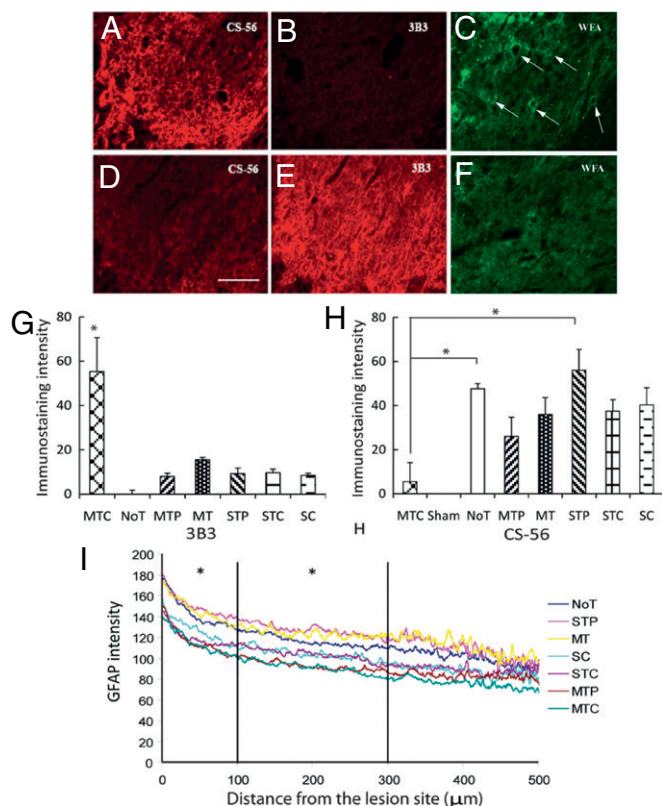 A CS-56
B 3B3
C WFA
D CS-56
E 3B3
F WFA
G
Immunostaining intensity
80
60
40
20
0
*
MTC NoT MTP MT STP STC SC
3B3
H
Immunostaining intensity
80
60
40
20
0
*
*
MTC Sham NoT MTP MT STP STC SC
H
CS-56
I
GFAP intensity
200
180
160
140
120
100
80
60
40
20
0
* *
NoT
STP
MT
SC
STC
MTP
MTC
0 100 200 300 400 500
Distance from the lesion site (μm)